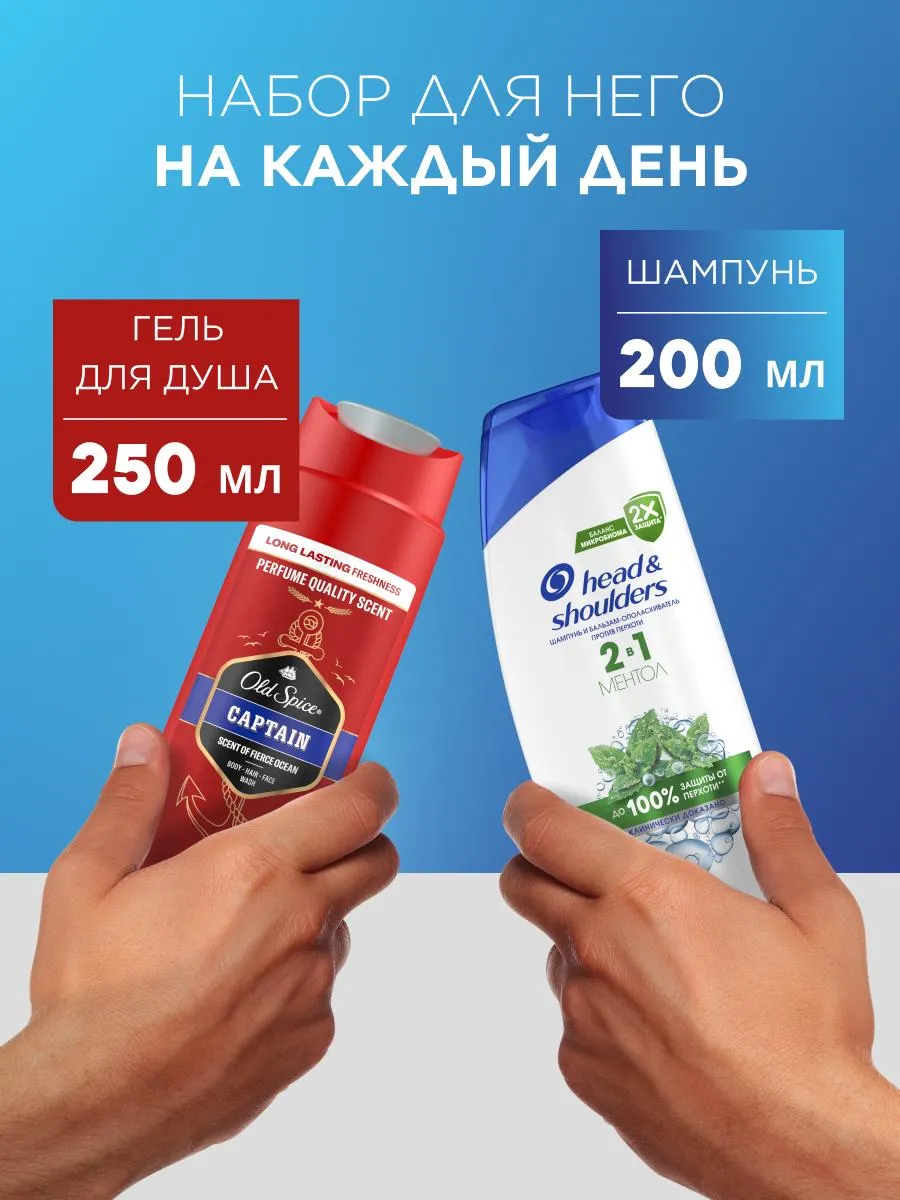 НАБОР ДЛЯ НЕГО
НА КАЖДЫЙ ДЕНЬ
ШАМПУНЬ
200 мл
ГЕЛЬ
ДЛЯ ДУША
250 мл
LONG LASTING FRESHNESS
PERFUME QUALITY SCENT
Old Spice®
CAPTAIN
SCENT OF FIERCE OCEAN
BODY - HAIR - FACE
WASH
БАЛАНС
МИКРОБИОМА
2X
ЗАЩИТА*
head &
shoulders
ШАМПУНЬ И БАЛЬЗАМ-ОПОЛАСКИВАТЕЛЬ
ПРОТИВ ПЕРХОТИ
2 в 1
МЕНТОЛ
ДО 100% ЗАЩИТЫ ОТ
ПЕРХОТИ**
КЛИНИЧЕСКИ ДОКАЗАНО